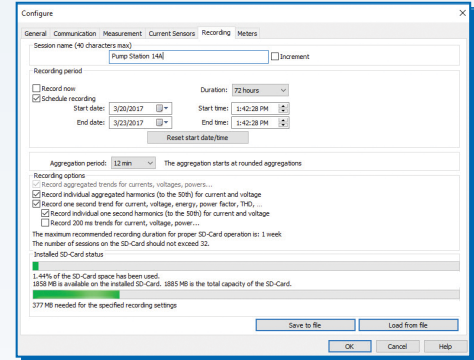 Configure
General Communication Measurement Current Sensors Recording Meters
Session name (40 characters max)
Pump Station 14A Increment
Recording period
Record now Duration: 72 hours
Schedule recording
Start date: 3/20/2017 Start time: 1:42:28 PM
End date: 3/23/2017 End time: 1:42:28 PM
Reset start date/time
Aggregation period: 12 min The aggregation starts at rounded aggregations
Recording options
Record aggregated trends for currents, voltages, powers...
Record individual aggregated harmonics (to the 50th) for current and voltage
Record one second trend for current, voltage, energy, power factor, THD, ...
Record individual one second harmonics (to the 50th) for current and voltage
Record 200 ms trends for current, voltage, power...
The maximum recommended recording duration for proper SD-Card operation is: 1 week
The number of sessions on the SD-Card should not exceed 32.
Installed SD-Card status
1.44% of the SD-Card space has been used.
1858 MB is available on the installed SD-Card. 1885 MB is the total capacity of the SD-Card.
377 MB needed for the specified recording settings
Save to file Load from file
OK Cancel Help